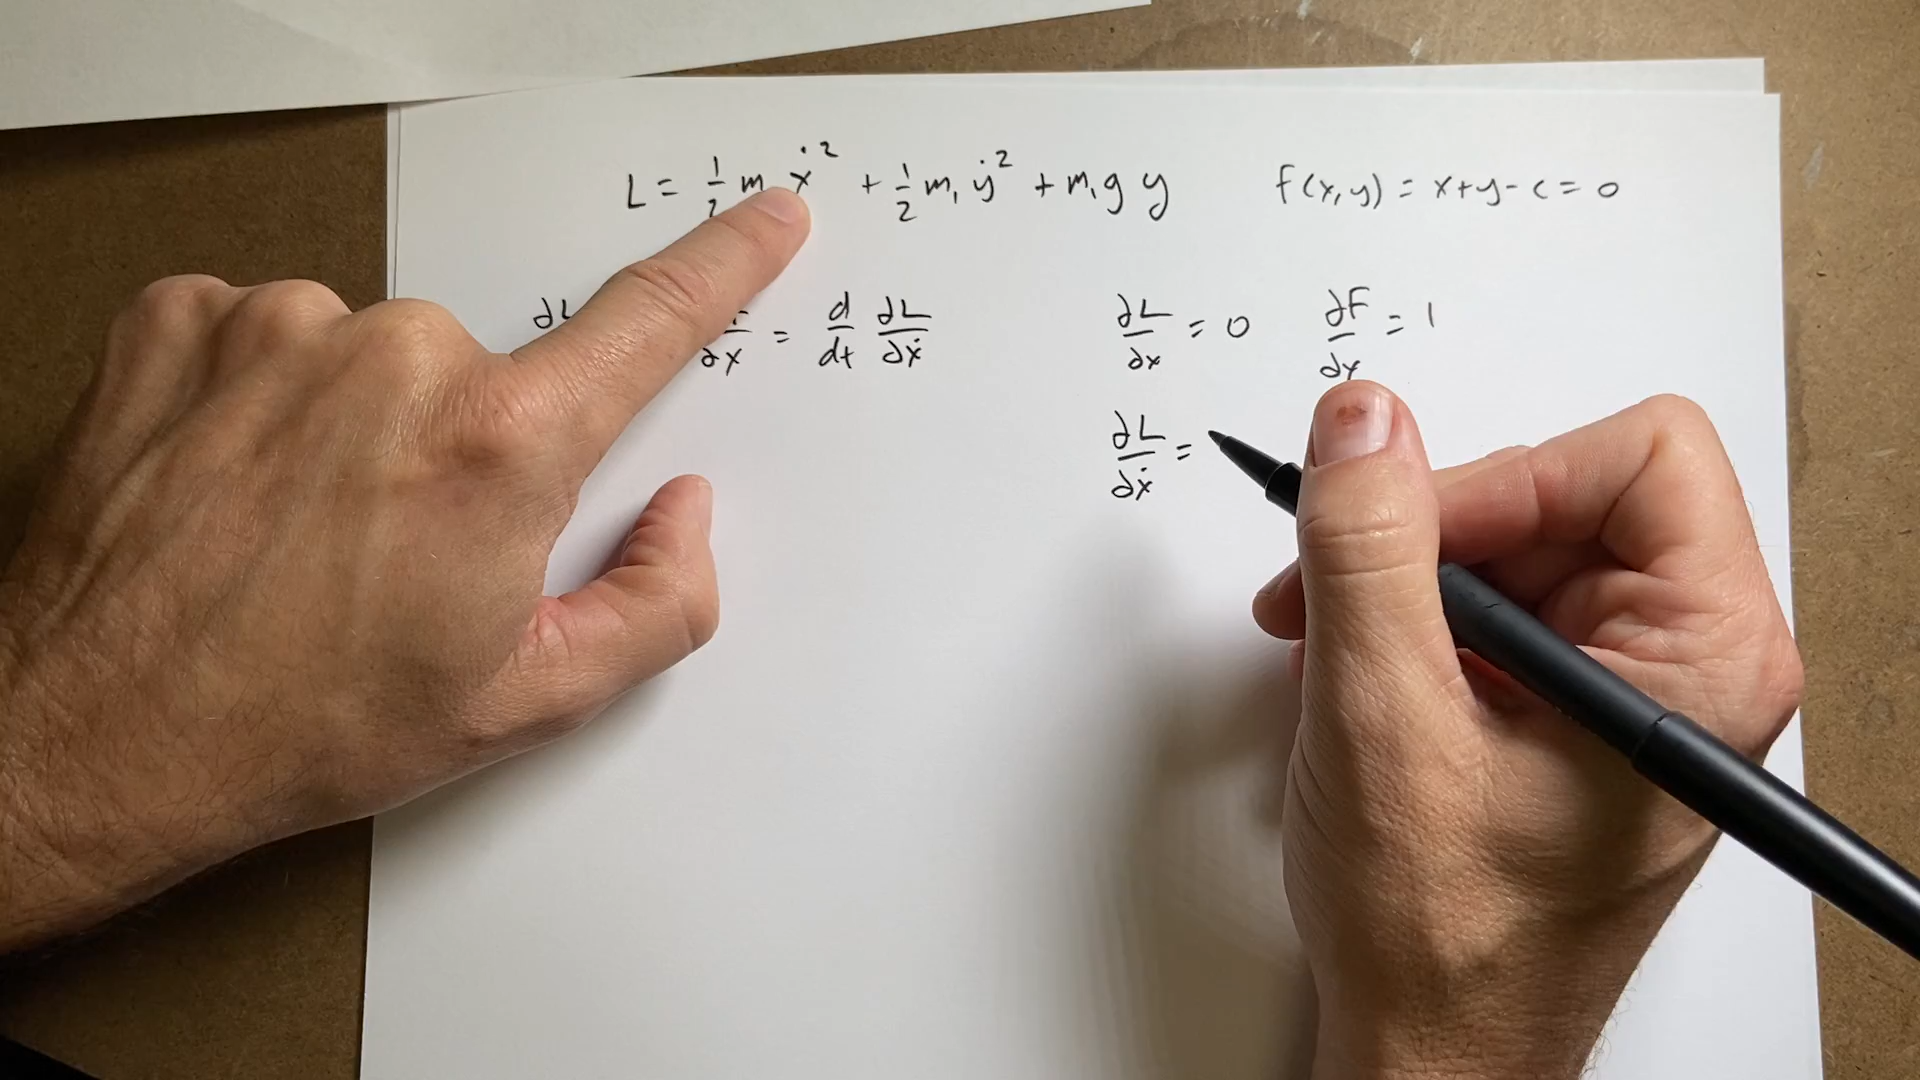 L = 1/2 m ẋ² + 1/2 m₁ ẏ² + m₁ g y    f(x,y) = x+y-c = 0
∂L ∂x = d/dt ∂L/∂ẋ    ∂L/∂x = 0    ∂F/∂x = 1
∂L/∂ẋ =